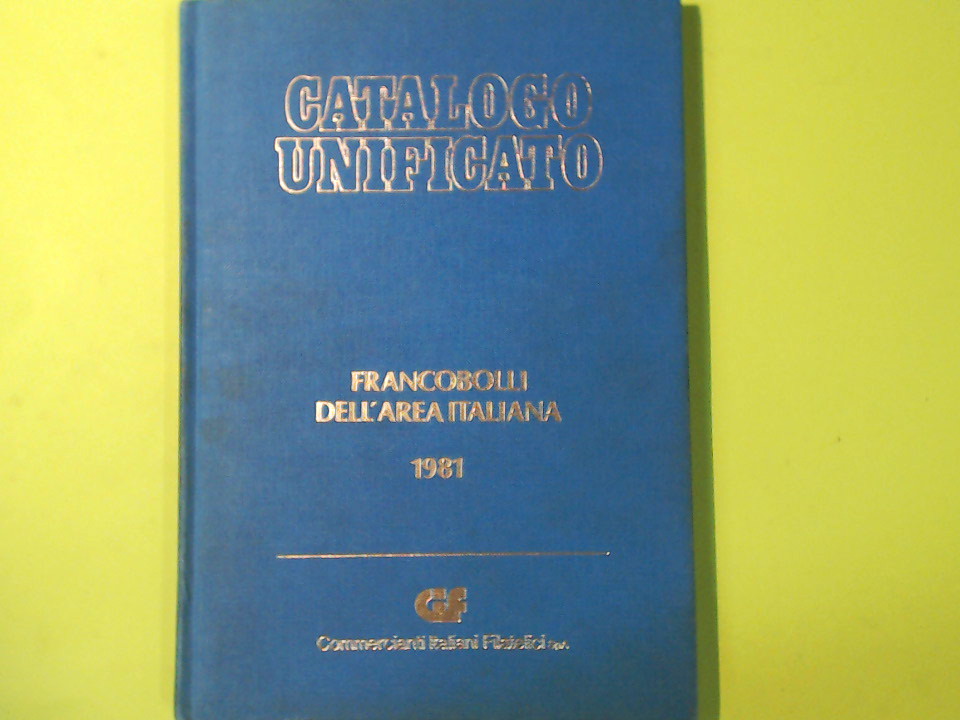 CATALOGO
UNIFICATO
FRANCOBOLLI
DELL'AREA ITALIANA
1981
CIF
Commercianti Italiani Filatelici s.p.a.